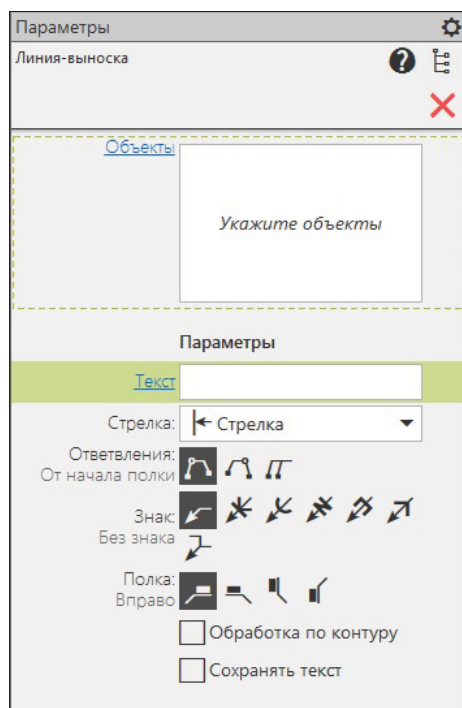 Параметры
Линия-выноска
?
Объекты
Укажите объекты
Параметры
Текст
Стрелка: Стрелка
Ответвления:
От начала полки
Знак:
Без знака
Полка:
Вправо
Обработка по контуру
Сохранять текст